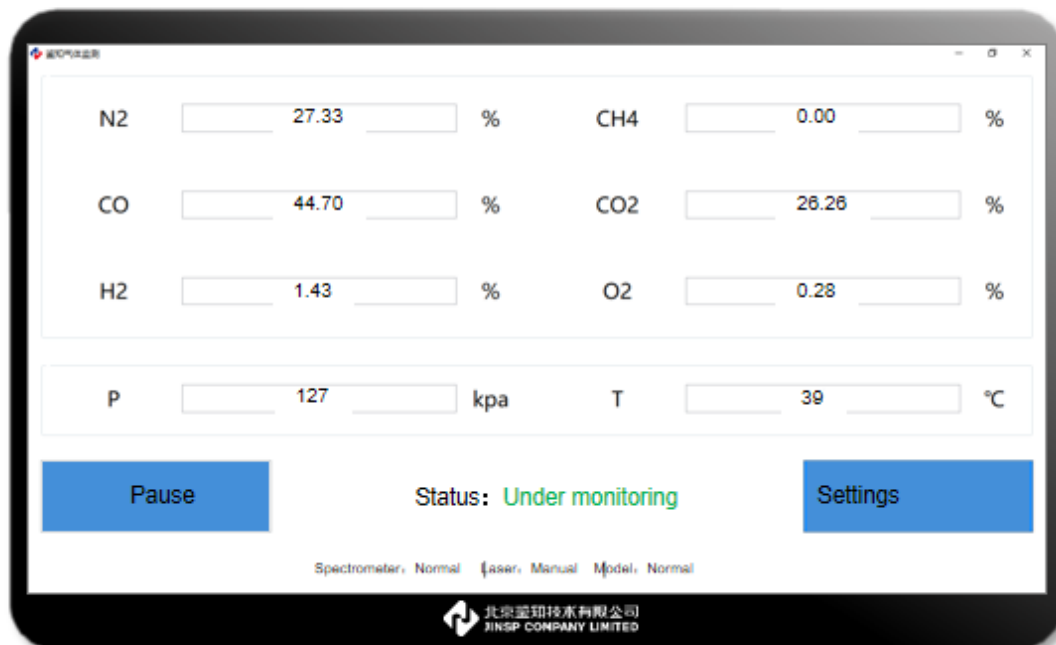 N2 27.33 % CH4 0.00 %
CO 44.70 % CO2 26.26 %
H2 1.43 % O2 0.28 %
P 127 kpa T 39 ℃
Pause Status：Under monitoring Settings
Spectrometer：Normal Laser：Manual Model：Normal
北京鉴知技术有限公司
JINSP COMPANY LIMITED